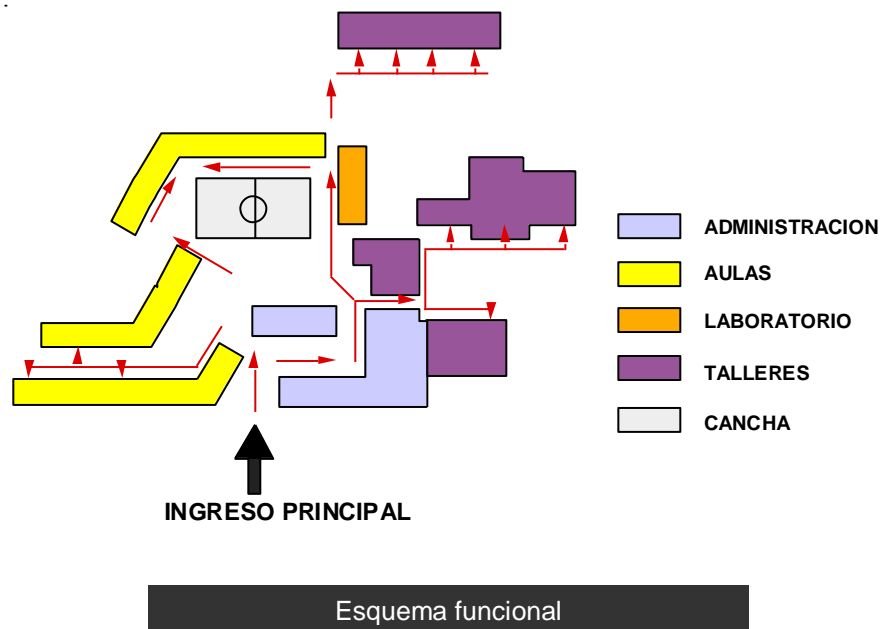 ADMINISTRACION
AULAS
LABORATORIO
TALLERES
CANCHA
INGRESO PRINCIPAL
Esquema funcional